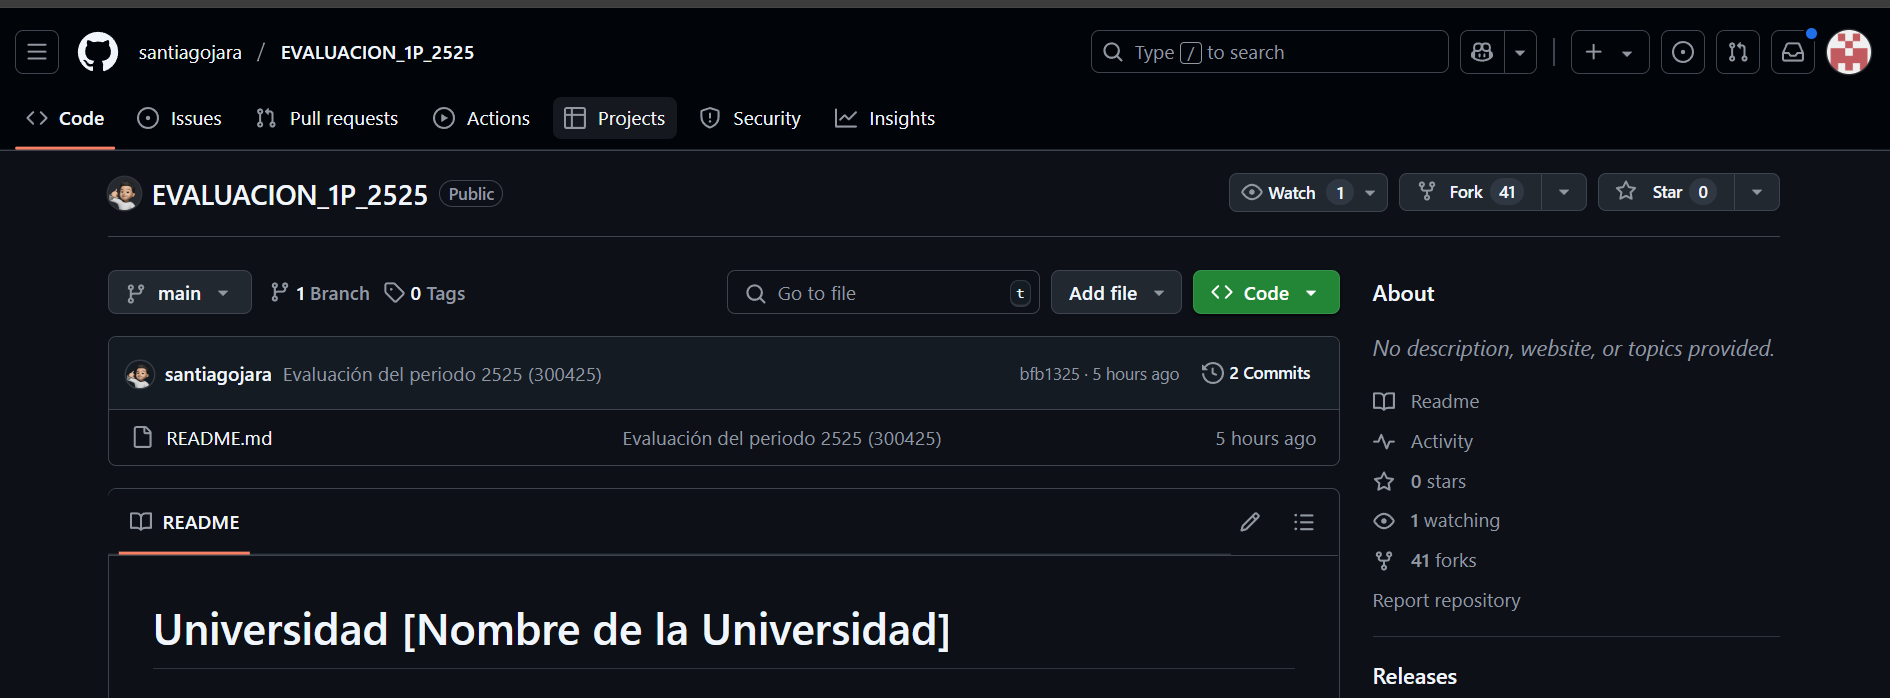 santiagojara / EVALUACION_1P_2525
Type / to search
Code Issues Pull requests Actions Projects Security Insights
EVALUACION_1P_2525 Public
Watch 1 Fork 41 Star 0
main 1 Branch 0 Tags
Go to file t
Add file Code
santiagojara Evaluación del periodo 2525 (300425) bfb1325 · 5 hours ago 2 Commits
README.md Evaluación del periodo 2525 (300425) 5 hours ago
README
Universidad [Nombre de la Universidad]
About
No description, website, or topics provided.
Readme
Activity
0 stars
1 watching
41 forks
Report repository
Releases